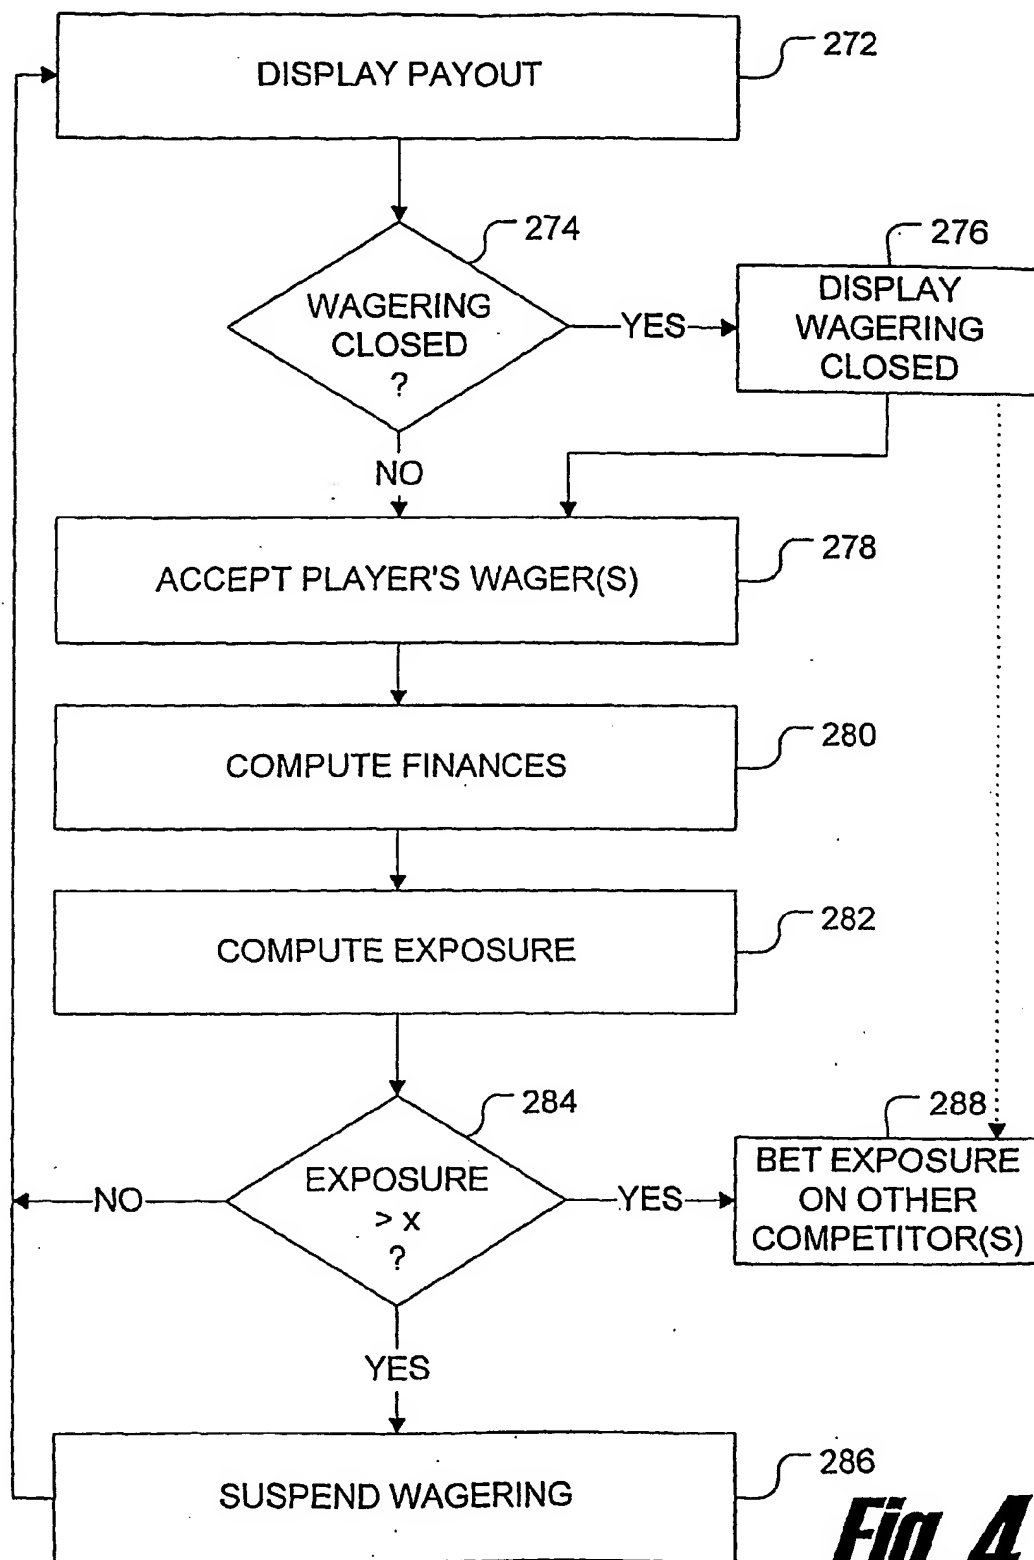 DISPLAY PAYOUT
272
274
WAGERING
CLOSED
?
YES
276
DISPLAY
WAGERING
CLOSED
NO
ACCEPT PLAYER'S WAGER(S)
278
COMPUTE FINANCES
280
COMPUTE EXPOSURE
282
284
EXPOSURE
> x
?
NO
YES
288
BET EXPOSURE
ON OTHER
COMPETITOR(S)
YES
SUSPEND WAGERING
286
Fig. 4